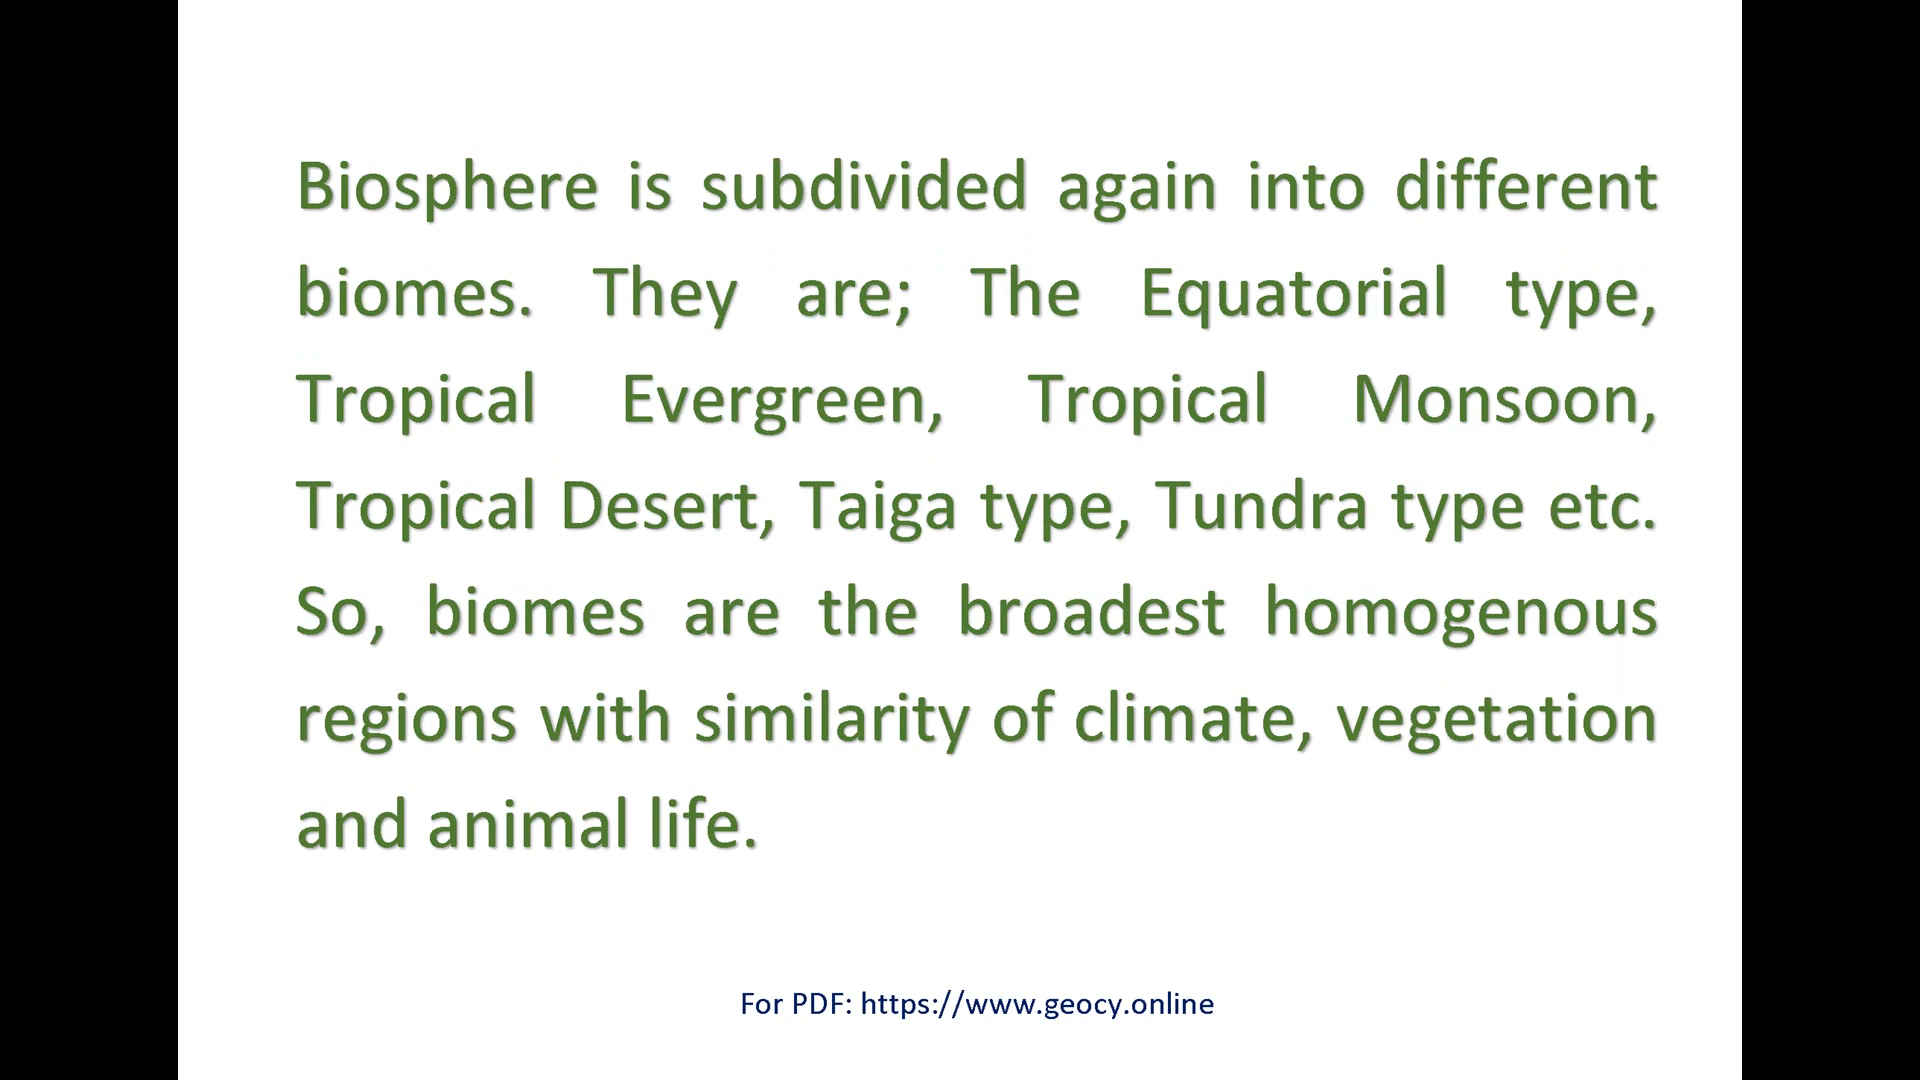 Biosphere is subdivided again into different
biomes. They are; The Equatorial type,
Tropical Evergreen, Tropical Monsoon,
Tropical Desert, Taiga type, Tundra type etc.
So, biomes are the broadest homogenous
regions with similarity of climate, vegetation
and animal life.
For PDF: https://www.geocy.online